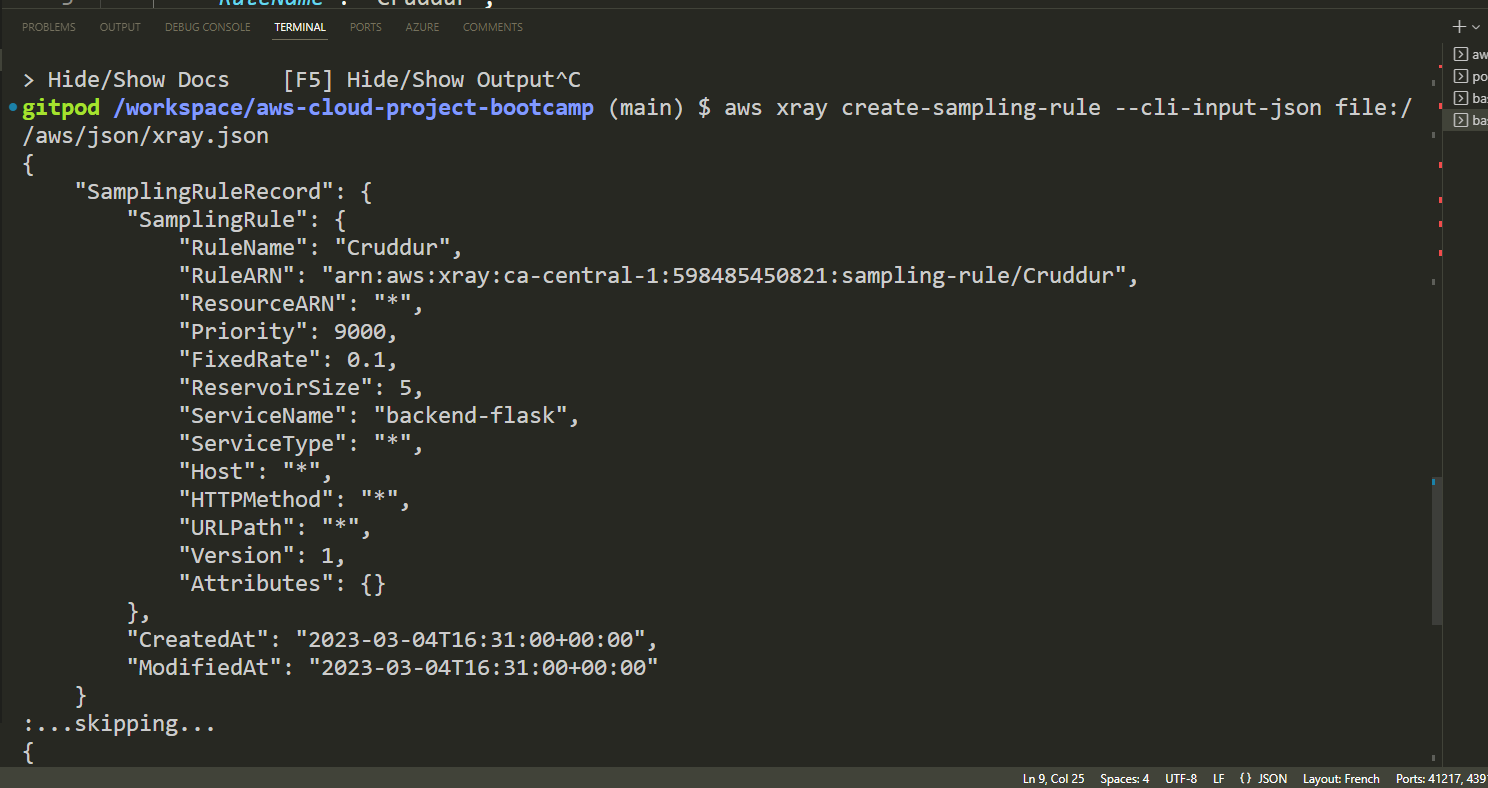 "RuleName": "Cruddur",
PROBLEMS OUTPUT DEBUG CONSOLE TERMINAL PORTS AZURE COMMENTS
> Hide/Show Docs    [F5] Hide/Show Output^C
gitpod /workspace/aws-cloud-project-bootcamp (main) $ aws xray create-sampling-rule --cli-input-json file:/
/aws/json/xray.json
{
    "SamplingRuleRecord": {
        "SamplingRule": {
            "RuleName": "Cruddur",
            "RuleARN": "arn:aws:xray:ca-central-1:598485450821:sampling-rule/Cruddur",
            "ResourceARN": "*",
            "Priority": 9000,
            "FixedRate": 0.1,
            "ReservoirSize": 5,
            "ServiceName": "backend-flask",
            "ServiceType": "*",
            "Host": "*",
            "HTTPMethod": "*",
            "URLPath": "*",
            "Version": 1,
            "Attributes": {}
        },
        "CreatedAt": "2023-03-04T16:31:00+00:00",
        "ModifiedAt": "2023-03-04T16:31:00+00:00"
    }
:...skipping...
{
aw
po
bas
bas
Ln 9, Col 25 Spaces: 4 UTF-8 LF {} JSON Layout: French Ports: 41217, 439